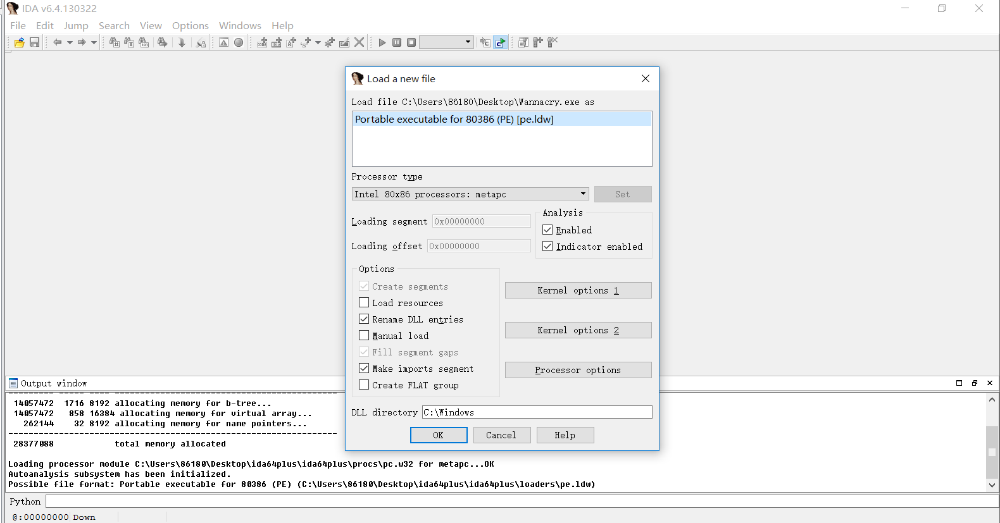 IDA v6.4.130322
File Edit Jump Search View Options Windows Help
Load a new file
Load file C:\Users\86180\Desktop\Wannacry.exe as
Portable executable for 80386 (PE) [pe.ldw]
Processor type
Intel 80x86 processors: metapc
Set
Loading segment 0x00000000
Loading offset 0x00000000
Analysis
Enabled
Indicator enabled
Options
Create segments
Load resources
Rename DLL entries
Manual load
Fill segment gaps
Make imports segment
Create FLAT group
Kernel options 1
Kernel options 2
Processor options
DLL directory C:\Windows
OK Cancel Help
Output window
14057472 1716 8192 allocating memory for b-tree...
14057472 858 16384 allocating memory for virtual array...
262144 32 8192 allocating memory for name pointers...
-----------------------------------------------------------------
28377088 total memory allocated
Loading processor module C:\Users\86180\Desktop\ida64plus\ida64plus\procs\pc.w32 for metapc...OK
Autoanalysis subsystem has been initialized.
Possible file format: Portable executable for 80386 (PE) (C:\Users\86180\Desktop\ida64plus\ida64plus\loaders\pe.ldw)
Python
@:00000000 Down